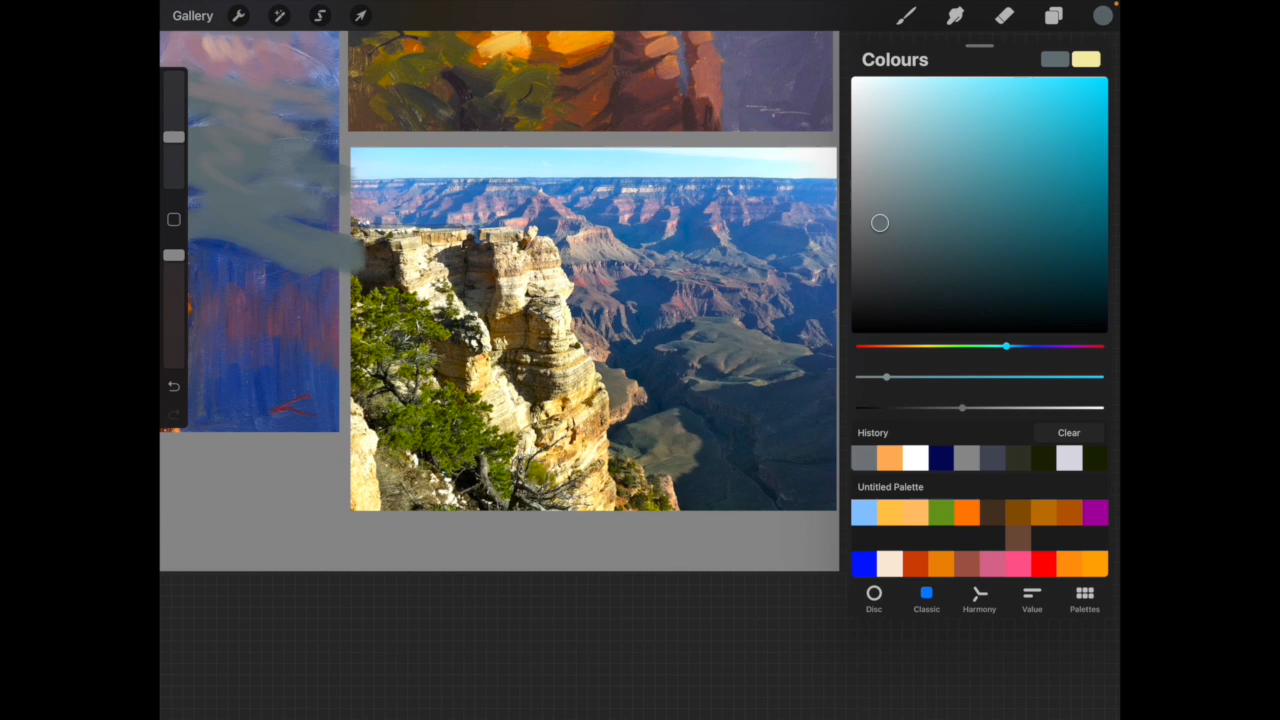 Gallery
Colours
History
Clear
Untitled Palette
Disc
Classic
Harmony
Value
Palettes